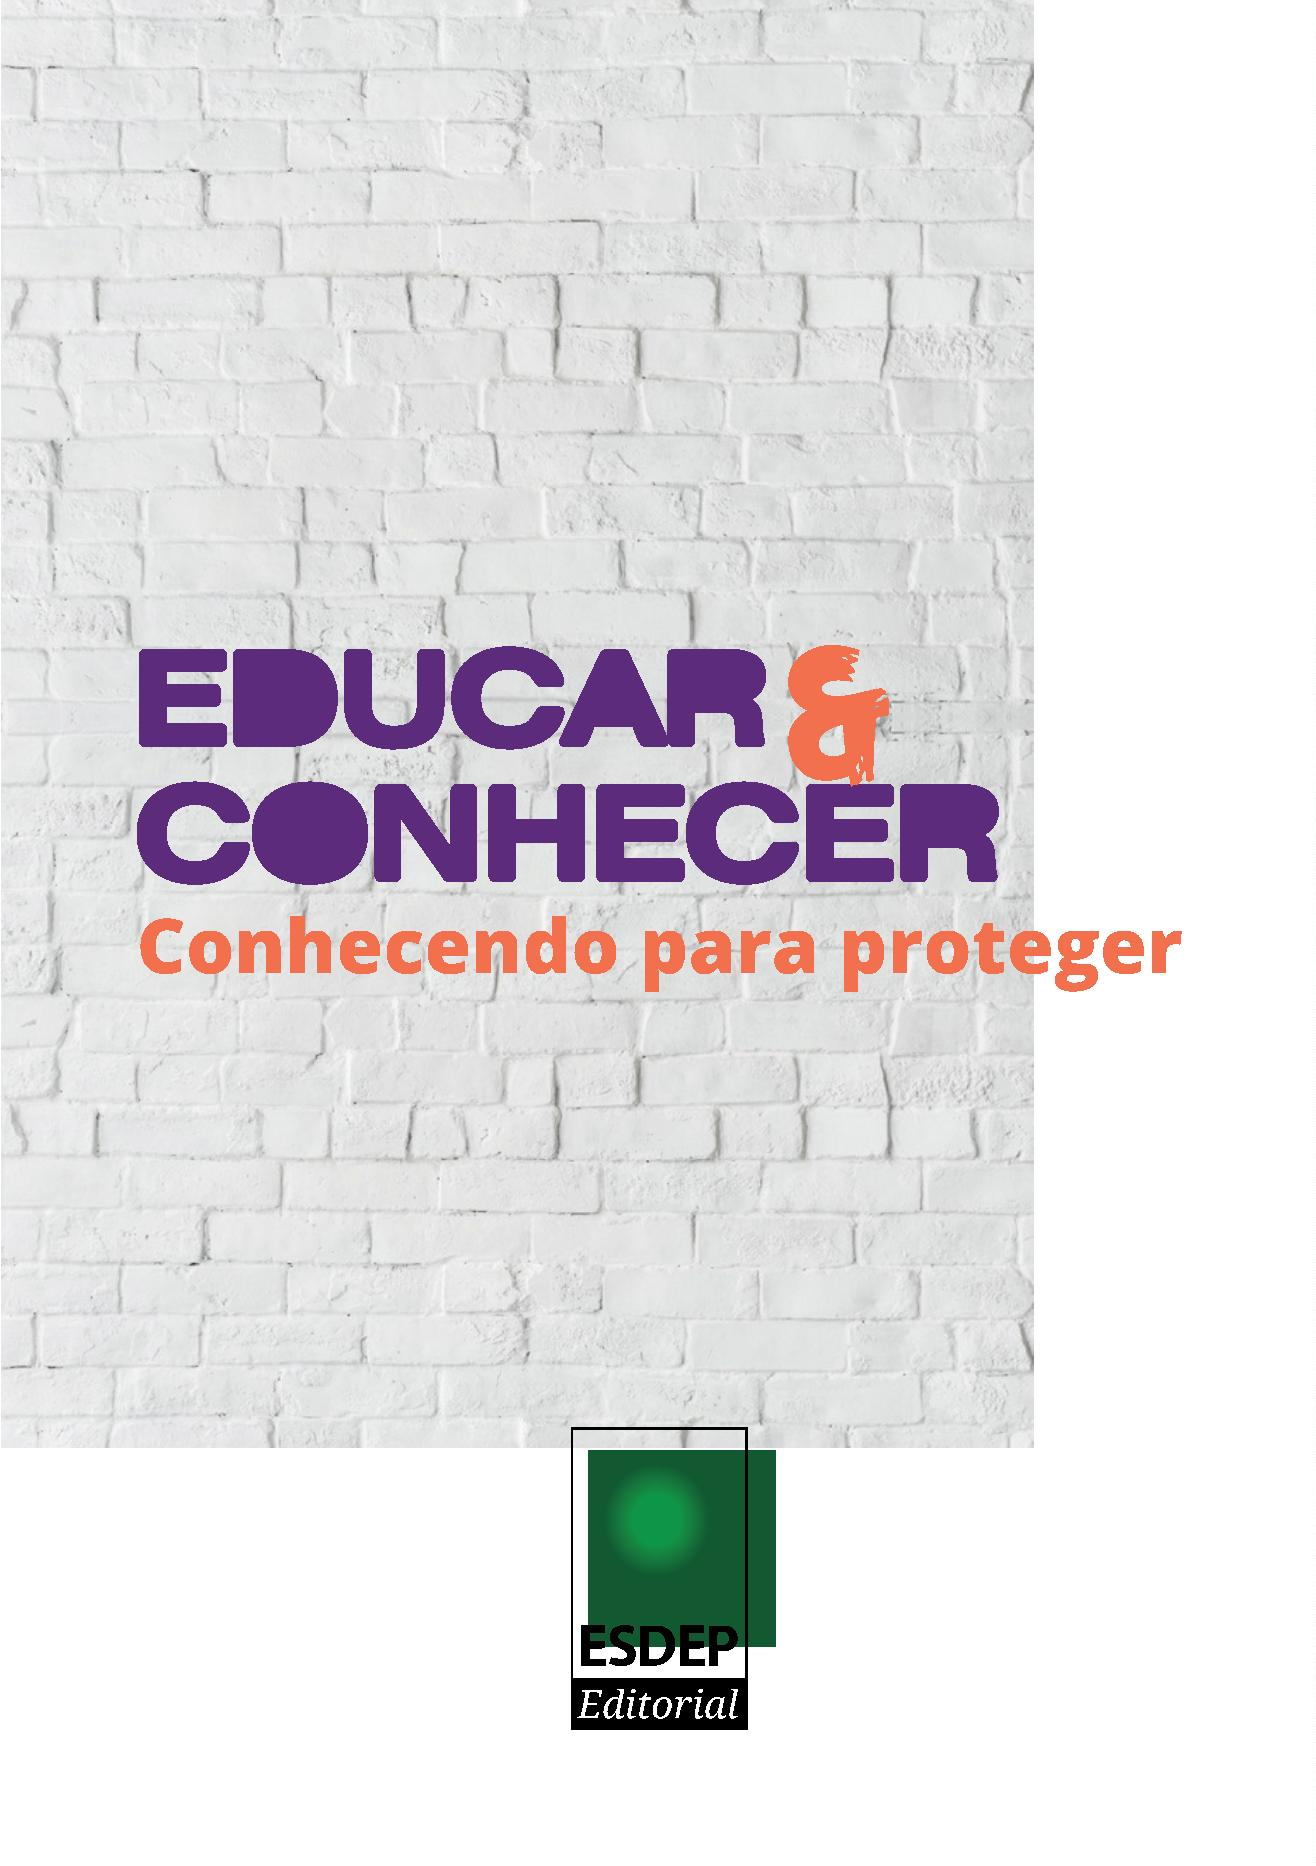 EDUCAR &
CONHECER
Conhecendo para proteger
ESDEP
Editorial